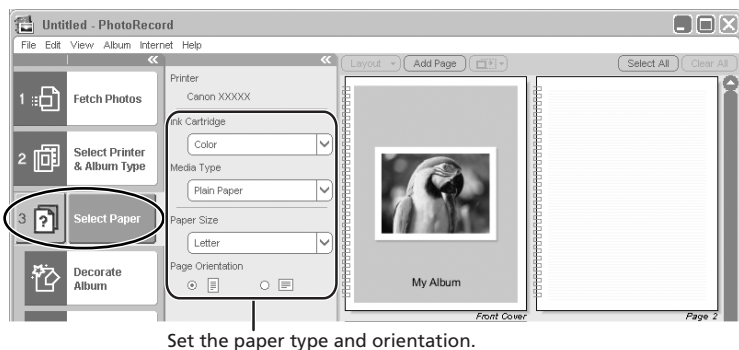 Untitled - PhotoRecord
File Edit View Album Internet Help
« «
Layout Add Page Select All Clear All
Printer
Canon XXXXX
1 Fetch Photos
Ink Cartridge
Color
2 Select Printer
& Album Type
Media Type
Plain Paper
3 ? Select Paper
Paper Size
Letter
Page Orientation
Decorate
Album
My Album
Front Cover
Page 2
Set the paper type and orientation.